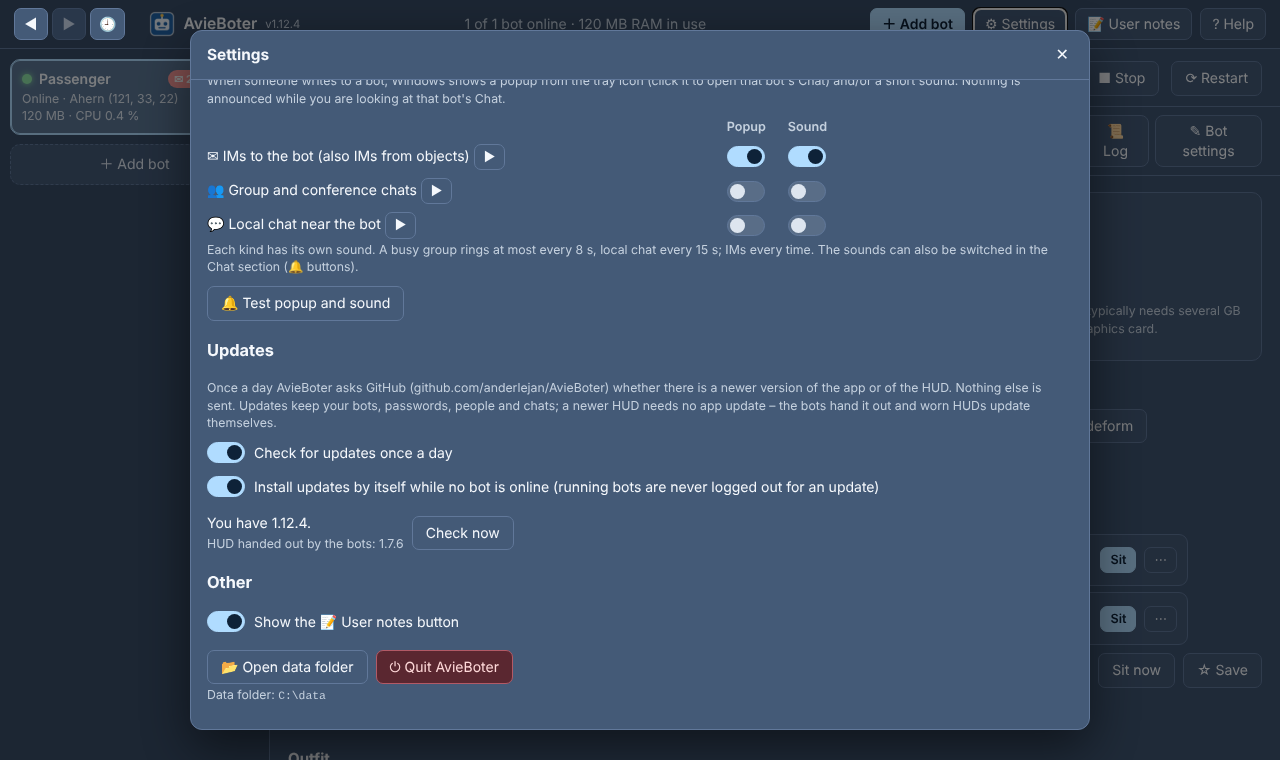 AvieBoter v1.12.4
1 of 1 bot online · 120 MB RAM in use
+ Add bot
⚙ Settings
📝 User notes
? Help
Passenger
Online · Ahern (121, 33, 22)
120 MB · CPU 0.4 %
+ Add bot
Stop
⟳ Restart
📜 Log
✎ Bot settings
ypically needs several GB
aphics card.
deform
Sit
···
Sit
···
Sit now
☆ Save
Outfit
Settings
✕
When someone writes to a bot, Windows shows a popup from the tray icon (click it to open that bot's Chat) and/or a short sound. Nothing is
announced while you are looking at that bot's Chat.
Popup Sound
✉ IMs to the bot (also IMs from objects) ▶
👥 Group and conference chats ▶
💬 Local chat near the bot ▶
Each kind has its own sound. A busy group rings at most every 8 s, local chat every 15 s; IMs every time. The sounds can also be switched in the
Chat section (🔔 buttons).
🔔 Test popup and sound
Updates
Once a day AvieBoter asks GitHub (github.com/anderlejan/AvieBoter) whether there is a newer version of the app or of the HUD. Nothing else is
sent. Updates keep your bots, passwords, people and chats; a newer HUD needs no app update – the bots hand it out and worn HUDs update
themselves.
Check for updates once a day
Install updates by itself while no bot is online (running bots are never logged out for an update)
You have 1.12.4.
HUD handed out by the bots: 1.7.6
Check now
Other
Show the 📝 User notes button
📂 Open data folder
⏻ Quit AvieBoter
Data folder: C:\data